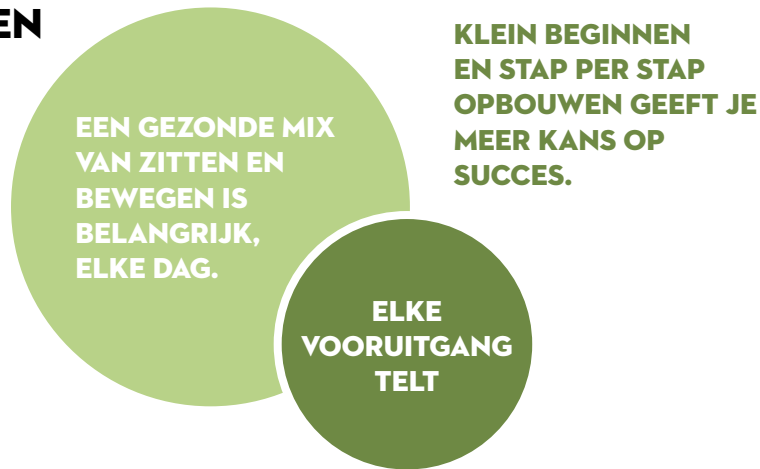 EN
EEN GEZONDE MIX
VAN ZITTEN EN
BEWEGEN IS
BELANGRIJK,
ELKE DAG.
KLEIN BEGINNEN
EN STAP PER STAP
OPBOUWEN GEEFT JE
MEER KANS OP
SUCCES.
ELKE
VOORUITGANG
TELT